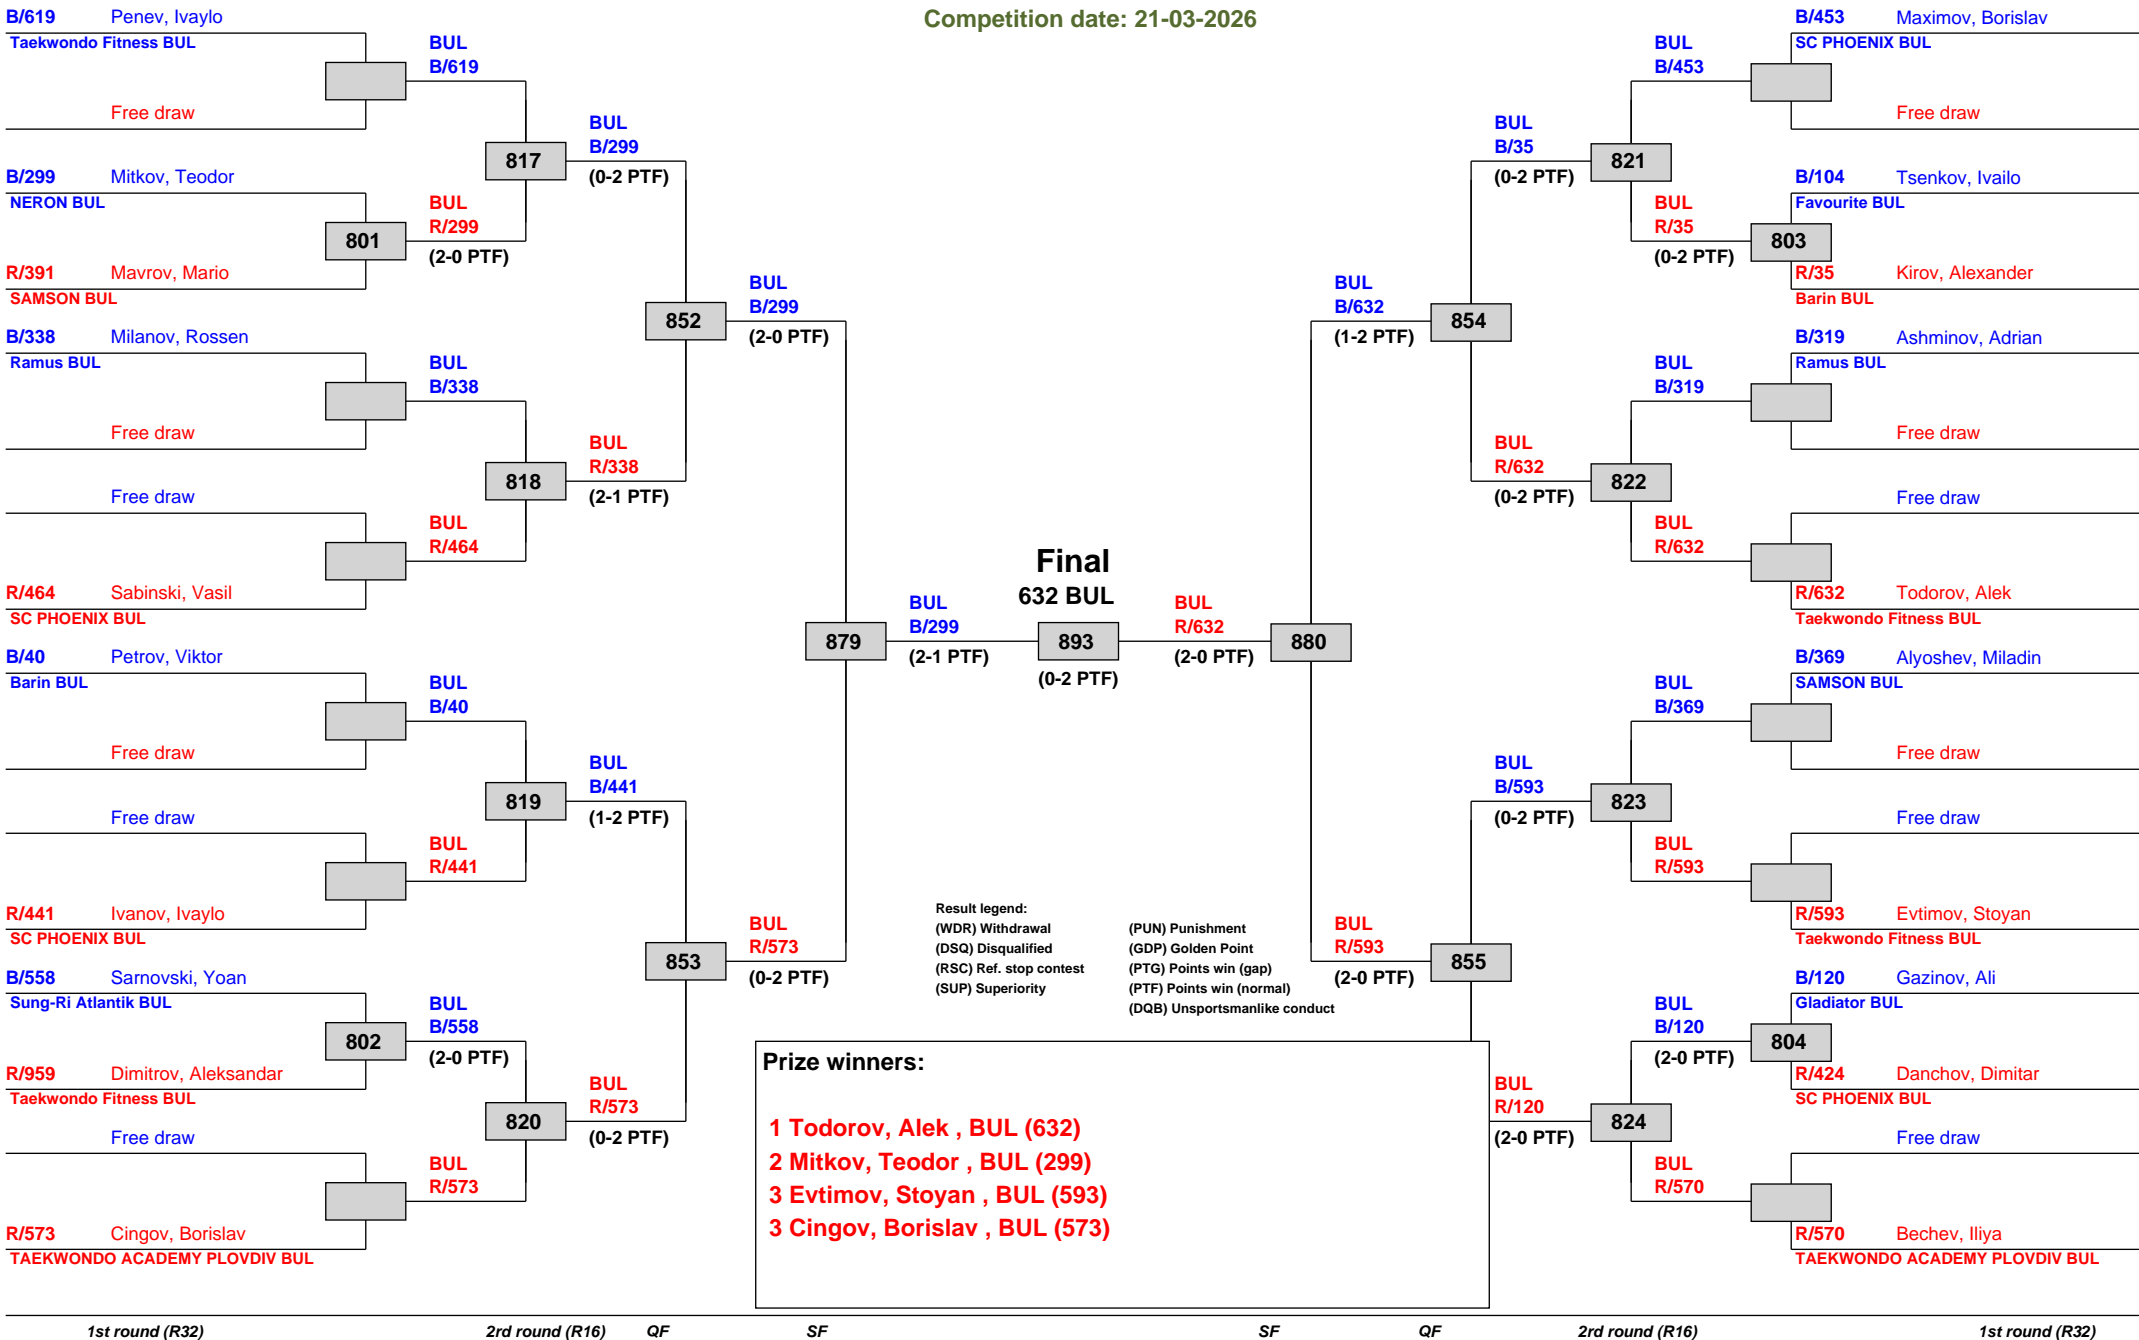 Competition date: 21-03-2026
B/619 Penev, Ivaylo
Taekwondo Fitness BUL
Free draw
BUL
B/619
B/299 Mitkov, Teodor
NERON BUL
801
R/391 Mavrov, Mario
SAMSON BUL
BUL
R/299
(2-0 PTF)
817
BUL
B/299
(0-2 PTF)
B/338 Milanov, Rossen
Ramus BUL
Free draw
BUL
B/338
Free draw
R/464 Sabinski, Vasil
SC PHOENIX BUL
BUL
R/464
818
BUL
R/338
(2-1 PTF)
852
BUL
B/299
(2-0 PTF)
B/40 Petrov, Viktor
Barin BUL
Free draw
BUL
B/40
Free draw
R/441 Ivanov, Ivaylo
SC PHOENIX BUL
BUL
R/441
819
BUL
B/441
(1-2 PTF)
B/558 Sarnovski, Yoan
Sung-Ri Atlantik BUL
802
R/959 Dimitrov, Aleksandar
Taekwondo Fitness BUL
BUL
B/558
(2-0 PTF)
Free draw
R/573 Cingov, Borislav
TAEKWONDO ACADEMY PLOVDIV BUL
BUL
R/573
820
BUL
R/573
(0-2 PTF)
853
BUL
R/573
(0-2 PTF)
879
BUL
B/299
(2-1 PTF)
Final
632 BUL
893
(0-2 PTF)
BUL
R/632
(2-0 PTF)
880
B/453 Maximov, Borislav
SC PHOENIX BUL
Free draw
BUL
B/453
B/104 Tsenkov, Ivailo
Favourite BUL
803
R/35 Kirov, Alexander
Barin BUL
BUL
R/35
(0-2 PTF)
821
BUL
B/35
(0-2 PTF)
B/319 Ashminov, Adrian
Ramus BUL
Free draw
BUL
B/319
Free draw
R/632 Todorov, Alek
Taekwondo Fitness BUL
BUL
R/632
822
BUL
R/632
(0-2 PTF)
854
BUL
B/632
(1-2 PTF)
B/369 Alyoshev, Miladin
SAMSON BUL
Free draw
BUL
B/369
Free draw
R/593 Evtimov, Stoyan
Taekwondo Fitness BUL
BUL
R/593
823
BUL
B/593
(0-2 PTF)
B/120 Gazinov, Ali
Gladiator BUL
804
R/424 Danchov, Dimitar
SC PHOENIX BUL
BUL
B/120
(2-0 PTF)
Free draw
R/570 Bechev, Iliya
TAEKWONDO ACADEMY PLOVDIV BUL
BUL
R/570
824
BUL
R/120
(2-0 PTF)
855
BUL
R/593
(2-0 PTF)
Result legend:
(WDR) Withdrawal
(DSQ) Disqualified
(RSC) Ref. stop contest
(SUP) Superiority
(PUN) Punishment
(GDP) Golden Point
(PTG) Points win (gap)
(PTF) Points win (normal)
(DQB) Unsportsmanlike conduct
Prize winners:
1 Todorov, Alek , BUL (632)
2 Mitkov, Teodor , BUL (299)
3 Evtimov, Stoyan , BUL (593)
3 Cingov, Borislav , BUL (573)
1st round (R32) 2rd round (R16) QF SF SF QF 2rd round (R16) 1st round (R32)